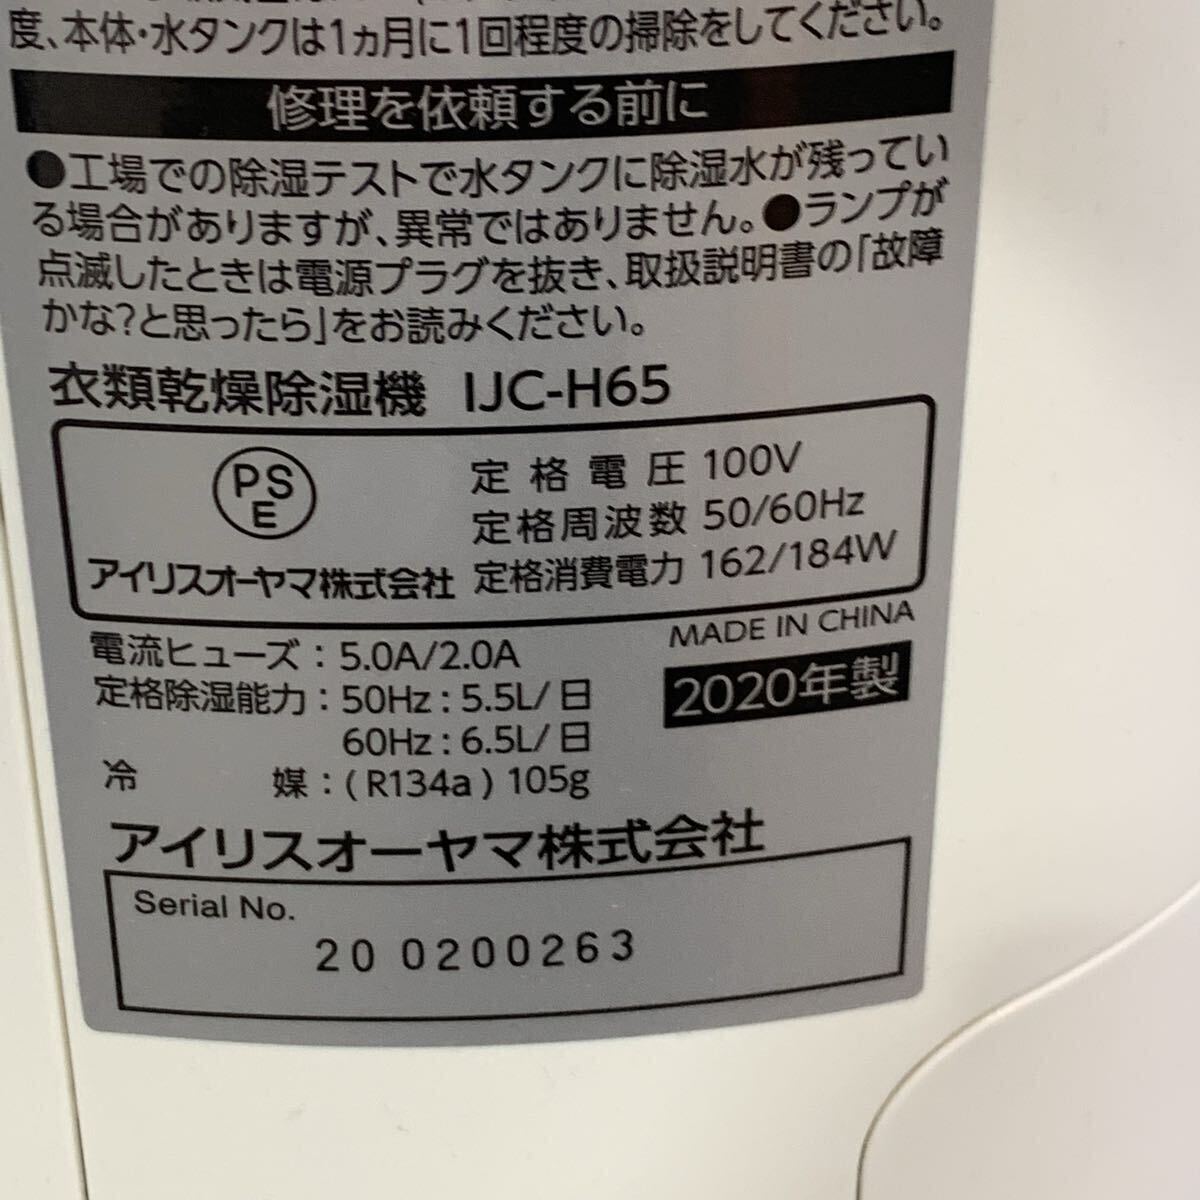 度、本体・水タンクは1ヵ月に1回程度の掃除をしてください。
修理を依頼する前に
●工場での除湿テストで水タンクに除湿水が残ってい
る場合がありますが、異常ではありません。●ランプが
点滅したときは電源プラグを抜き、取扱説明書の「故障
かな?と思ったら」をお読みください。
衣類乾燥除湿機 IJC-H65
PS
E
アイリスオーヤマ株式会社
定格電圧 100V
定格周波数 50/60Hz
定格消費電力 162/184W
電流ヒューズ：5.0A/2.0A
定格除湿能力：50Hz：5.5L/日
60Hz：6.5L/日
冷 媒：(R134a) 105g
MADE IN CHINA
2020年製
アイリスオーヤマ株式会社
Serial No.
20 0200263